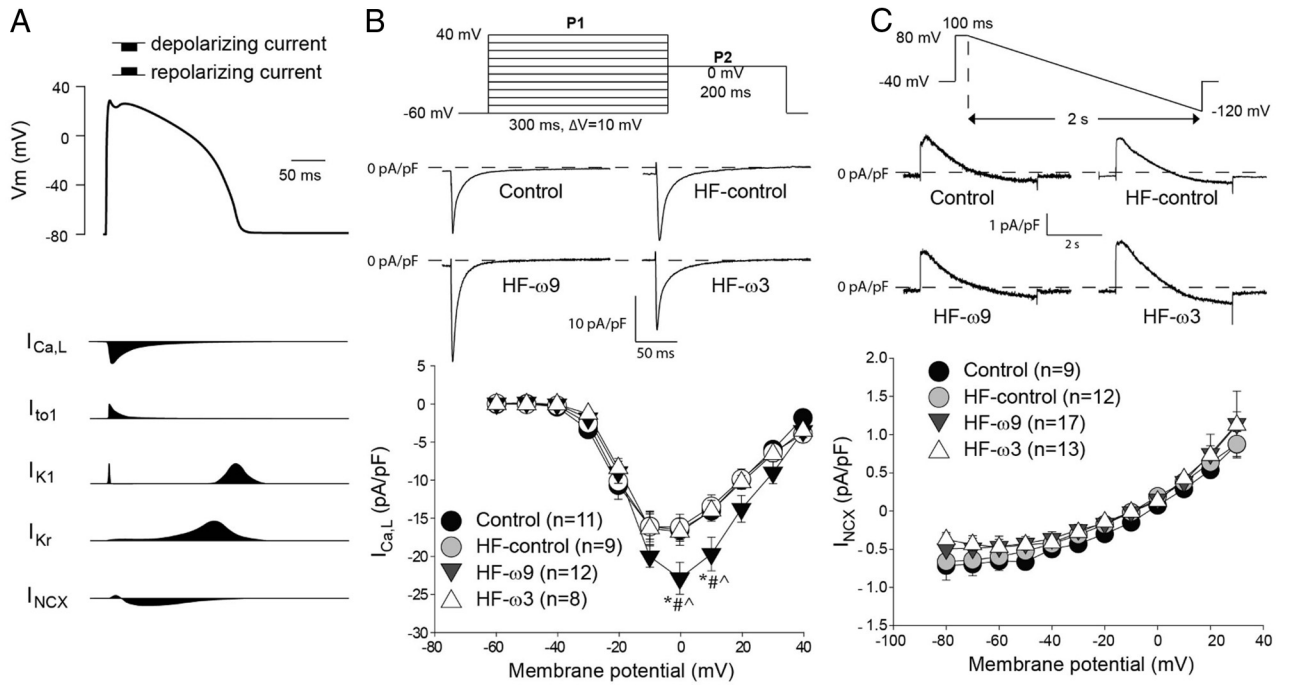 A
depolarizing current
repolarizing current
40
0
-40
-80
Vm (mV)
50 ms
I Ca,L
I to1
I K1
I Kr
I NCX
B
P1
40 mV
P2
0 mV
200 ms
-60 mV
300 ms, ΔV=10 mV
0 pA/pF
Control
HF-control
0 pA/pF
HF-ω9
HF-ω3
10 pA/pF
50 ms
5
0
-5
-10
-15
-20
-25
-30
I Ca,L (pA/pF)
Control (n=11)
HF-control (n=9)
HF-ω9 (n=12)
HF-ω3 (n=8)
*#^
*#^
-80 -60 -40 -20 0 20 40
Membrane potential (mV)
C
100 ms
80 mV
-40 mV
-120 mV
2 s
0 pA/pF
Control
HF-control
1 pA/pF
2 s
0 pA/pF
HF-ω9
HF-ω3
2.0
1.5
1.0
0.5
0
-0.5
-1.0
-1.5
I NCX (pA/pF)
Control (n=9)
HF-control (n=12)
HF-ω9 (n=17)
HF-ω3 (n=13)
-100 -80 -60 -40 -20 0 20 40
Membrane potential (mV)